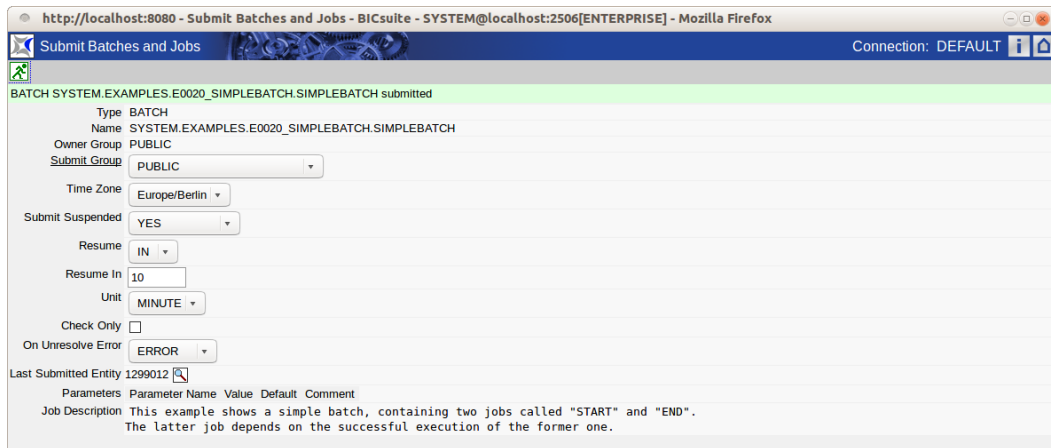 http://localhost:8080 - Submit Batches and Jobs - BICsuite - SYSTEM@localhost:2506[ENTERPRISE] - Mozilla Firefox
Submit Batches and Jobs Connection: DEFAULT
BATCH SYSTEM.EXAMPLES.E0020_SIMPLEBATCH.SIMPLEBATCH submitted
Type BATCH
Name SYSTEM.EXAMPLES.E0020_SIMPLEBATCH.SIMPLEBATCH
Owner Group PUBLIC
Submit Group PUBLIC
Time Zone Europe/Berlin
Submit Suspended YES
Resume IN
Resume In 10
Unit MINUTE
Check Only
On Unresolve Error ERROR
Last Submitted Entity 1299012
Parameters Parameter Name Value Default Comment
Job Description This example shows a simple batch, containing two jobs called "START" and "END".
The latter job depends on the successful execution of the former one.